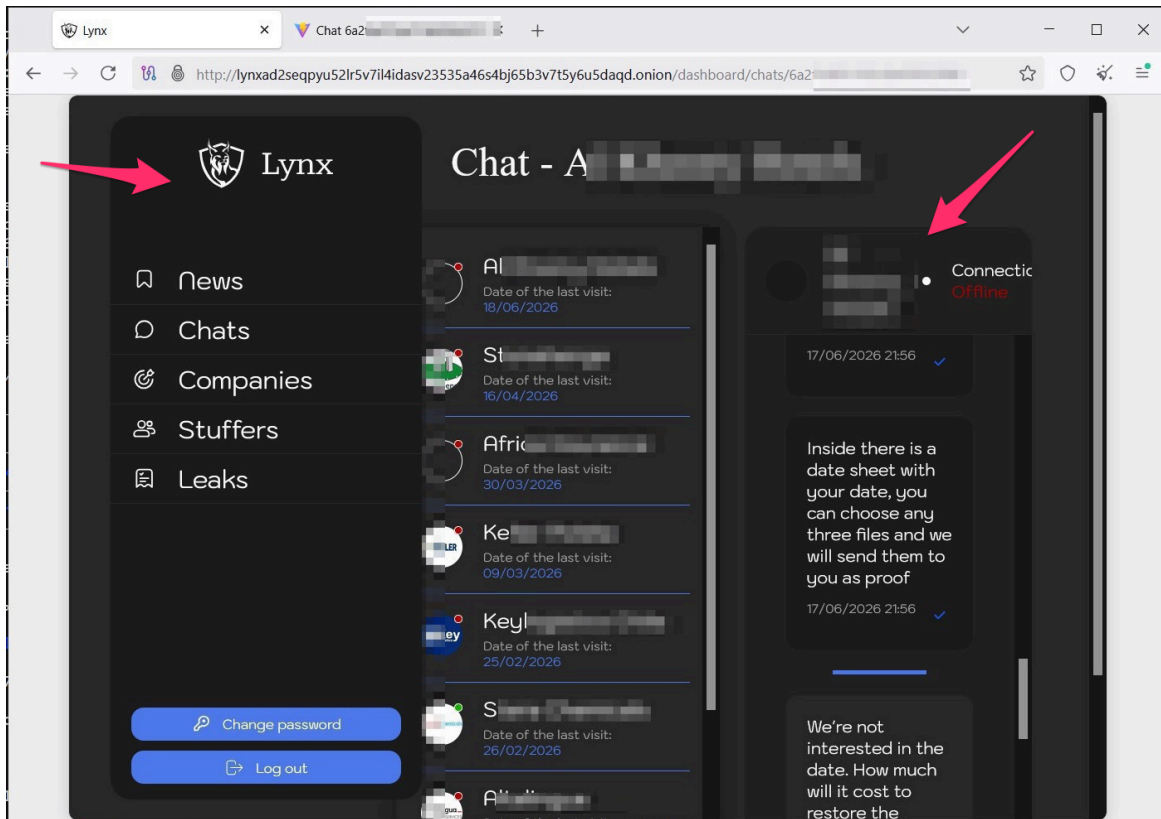 Lynx
Chat 6a2
http://lynxad2seqpyu52lr5v7il4idasv23535a46s4bj65b3v7t5y6u5daqd.onion/dashboard/chats/6a2
Lynx
News
Chats
Companies
Stuffers
Leaks
Change password
Log out
Chat - A
Al
Date of the last visit:
18/06/2026
St
Date of the last visit:
16/04/2026
Afric
Date of the last visit:
30/03/2026
LER
Ke
Date of the last visit:
09/03/2026
ey
Keyl
Date of the last visit:
25/02/2026
S
Date of the last visit:
26/02/2026
gua...
Connectio
Offline
17/06/2026 21:56
Inside there is a
date sheet with
your date, you
can choose any
three files and we
will send them to
you as proof
17/06/2026 21:56
We're not
interested in the
date. How much
will it cost to
restore the